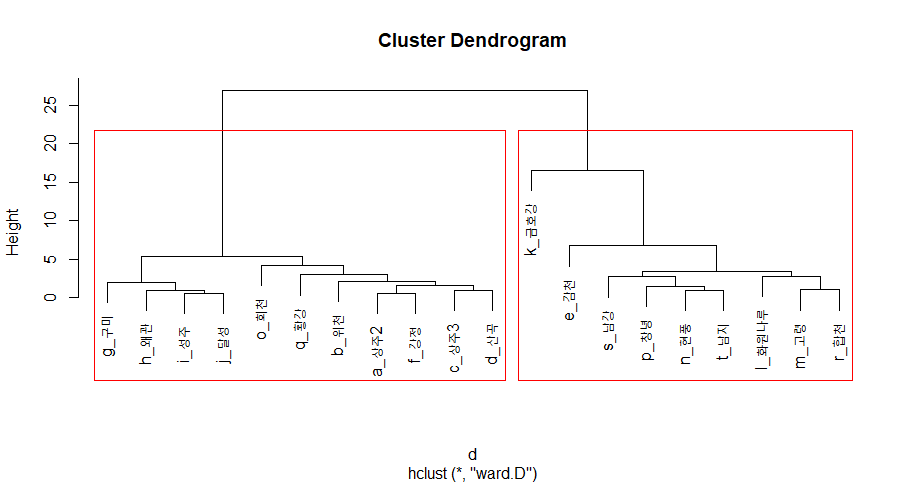 Cluster Dendrogram
Height
0
5
10
15
20
25
g_구미
h_왜관
i_성주
j_달성
o_회천
q_황강
b_위천
a_상주2
f_강정
c_상주3
d_산곡
k_금호강
e_감천
s_남강
p_창녕
n_현풍
t_남지
l_화원나루
m_고령
r_합천
d
hclust (*, "ward.D")